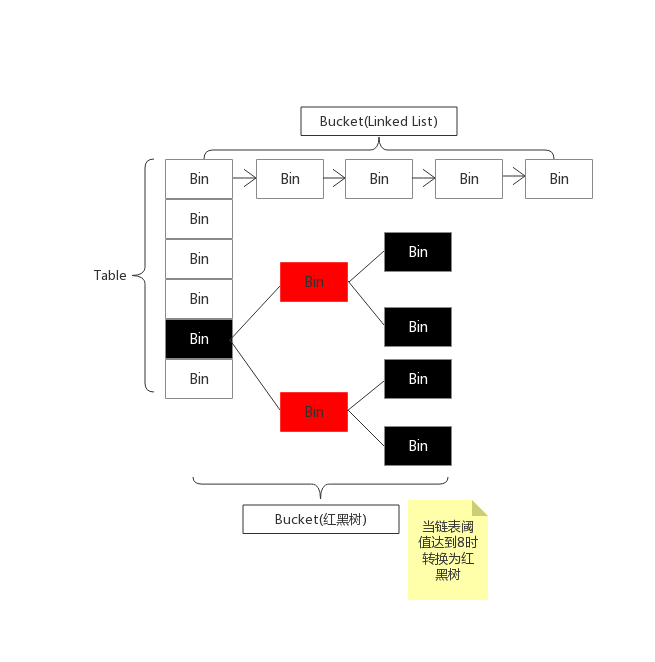 Bucket(Linked List)
Bin Bin Bin Bin Bin
Bin
Bin
Table
Bin
Bin
Bin
Bin
Bin
Bin
Bin
Bin
Bin
Bucket(红黑树)
当链表阈
值达到8时
转换为红
黑树